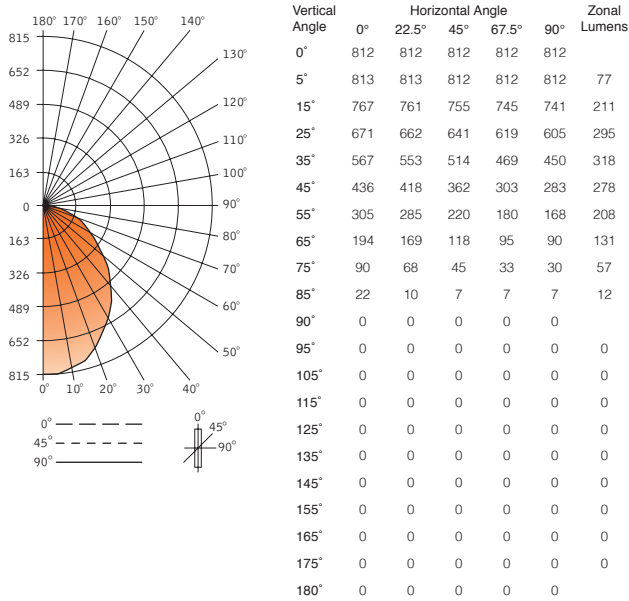 180° 170° 160° 150° 140°
815
652
489
326
163
0
163
326
489
652
815
130°
120°
110°
100°
90°
80°
70°
60°
50°
0° 10° 20° 30° 40°
0°
45°
90°
0°
45°
90°
Vertical Angle Horizontal Angle Zonal Lumens
0° 22.5° 45° 67.5° 90°
0° 812 812 812 812 812
5° 813 813 812 812 812 77
15° 767 761 755 745 741 211
25° 671 662 641 619 605 295
35° 567 553 514 469 450 318
45° 436 418 362 303 283 278
55° 305 285 220 180 168 208
65° 194 169 118 95 90 131
75° 90 68 45 33 30 57
85° 22 10 7 7 7 12
90° 0 0 0 0 0
95° 0 0 0 0 0 0
105° 0 0 0 0 0 0
115° 0 0 0 0 0 0
125° 0 0 0 0 0 0
135° 0 0 0 0 0 0
145° 0 0 0 0 0 0
155° 0 0 0 0 0 0
165° 0 0 0 0 0 0
175° 0 0 0 0 0 0
180° 0 0 0 0 0